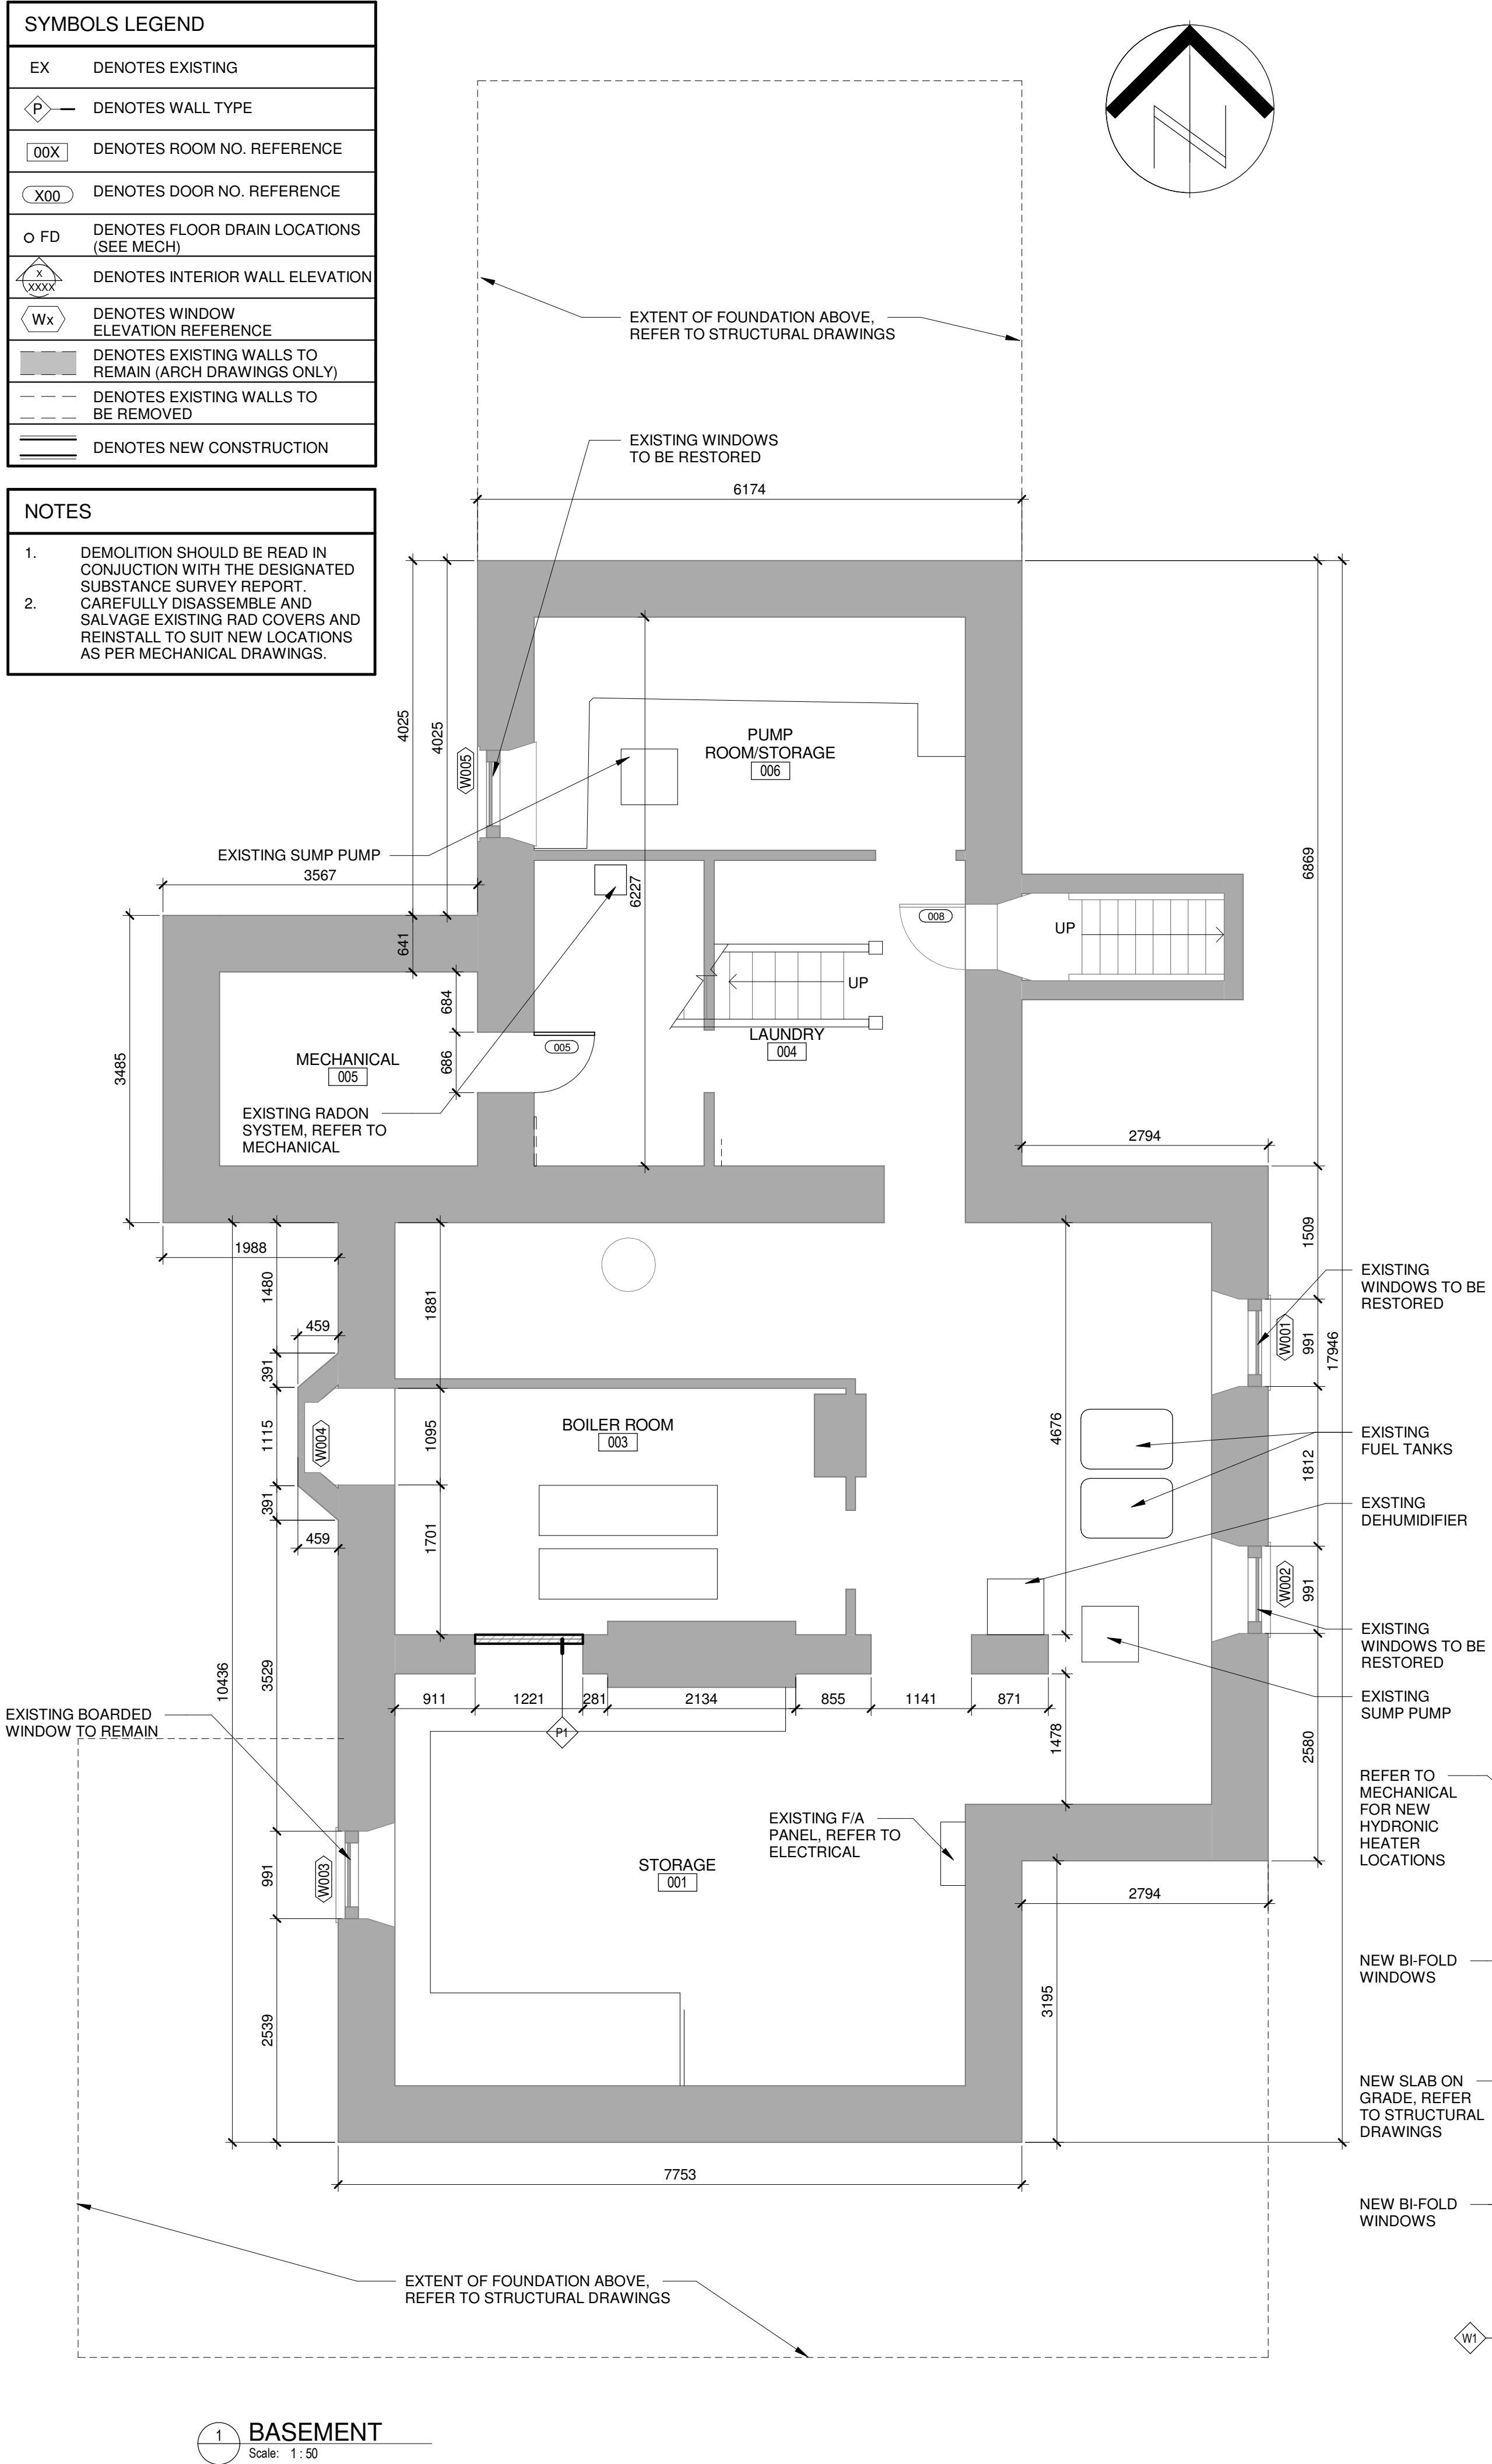 SYMBOLS LEGEND
EX DENOTES EXISTING
P DENOTES WALL TYPE
00X DENOTES ROOM NO. REFERENCE
X00 DENOTES DOOR NO. REFERENCE
FD DENOTES FLOOR DRAIN LOCATIONS
(SEE MECH)
X
XXXX
DENOTES INTERIOR WALL ELEVATION
Wx DENOTES WINDOW
ELEVATION REFERENCE
DENOTES EXISTING WALLS TO
REMAIN (ARCH DRAWINGS ONLY)
DENOTES EXISTING WALLS TO
BE REMOVED
DENOTES NEW CONSTRUCTION
NOTES
1. DEMOLITION SHOULD BE READ IN
CONJUCTION WITH THE DESIGNATED
SUBSTANCE SURVEY REPORT.
2. CAREFULLY DISASSEMBLE AND
SALVAGE EXISTING RAD COVERS AND
REINSTALL TO SUIT NEW LOCATIONS
AS PER MECHANICAL DRAWINGS.
N
EXTENT OF FOUNDATION ABOVE,
REFER TO STRUCTURAL DRAWINGS
EXISTING WINDOWS
TO BE RESTORED
6174
4025
4025
W005
PUMP
ROOM/STORAGE
006
EXISTING SUMP PUMP
3567
6227
6869
641
008
UP
UP
684
LAUNDRY
004
005
686
MECHANICAL
005
3485
EXISTING RADON
SYSTEM, REFER TO
MECHANICAL
2794
1988
1480
1881
1509
EXISTING
WINDOWS TO BE
RESTORED
W001
991
17946
459
391
1115
W004
1095
BOILER ROOM
003
4676
EXISTING
FUEL TANKS
1812
391
459
1701
EXSTING
DEHUMIDIFIER
W002
991
EXISTING
WINDOWS TO BE
RESTORED
10436
3529
911
1221
281
2134
855
1141
871
P1
1478
EXISTING
SUMP PUMP
2580
EXISTING BOARDED
WINDOW TO REMAIN
REFER TO
MECHANICAL
FOR NEW
HYDRONIC
HEATER
LOCATIONS
EXISTING F/A
PANEL, REFER TO
ELECTRICAL
STORAGE
001
W003
991
2794
NEW BI-FOLD
WINDOWS
3195
2539
NEW SLAB ON
GRADE, REFER
TO STRUCTURAL
DRAWINGS
7753
NEW BI-FOLD
WINDOWS
EXTENT OF FOUNDATION ABOVE,
REFER TO STRUCTURAL DRAWINGS
W1
1 BASEMENT
Scale: 1 : 50